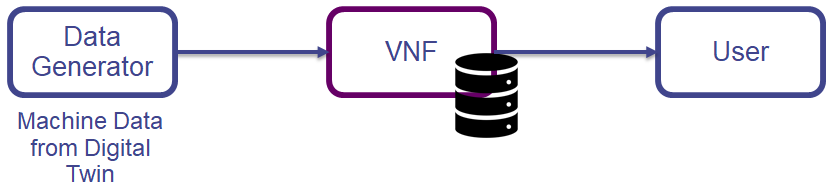 Data
Generator
VNF
User
Machine Data
from Digital
Twin